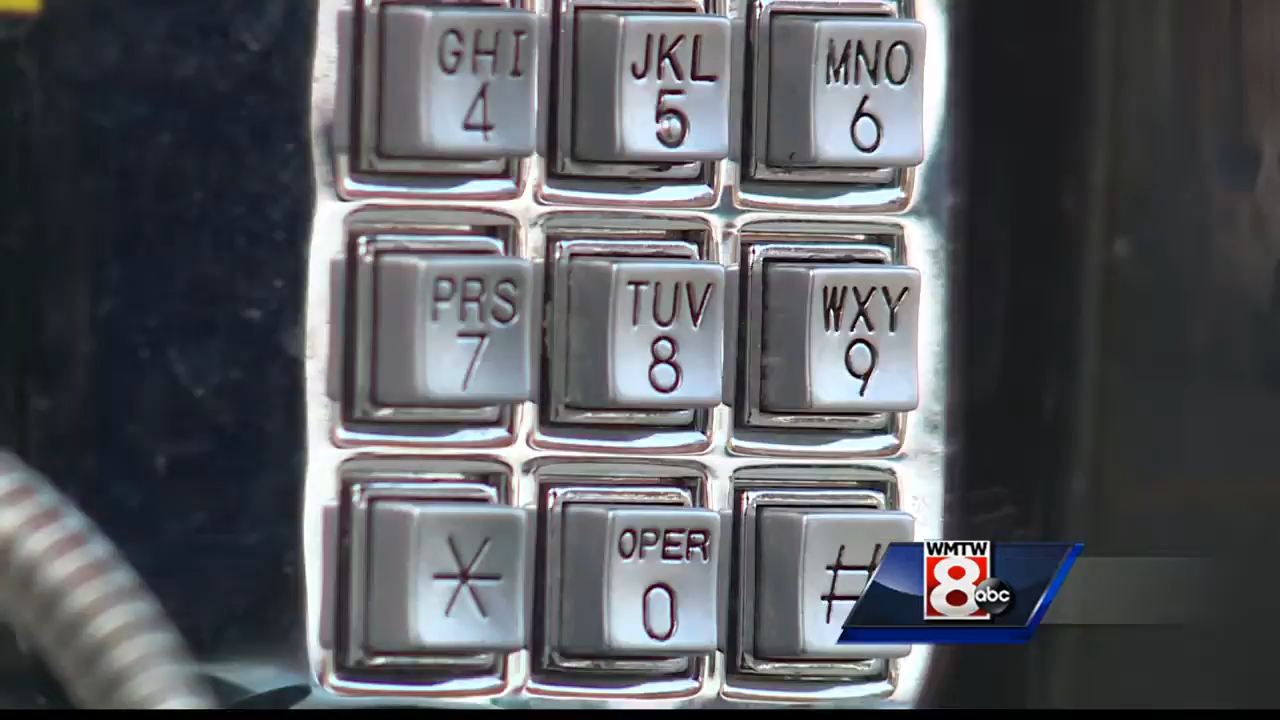 GHI JKL MNO
4 5 6
PRS TUV WXY
7 8 9
OPER
* 0 #
WMTW
8
abc